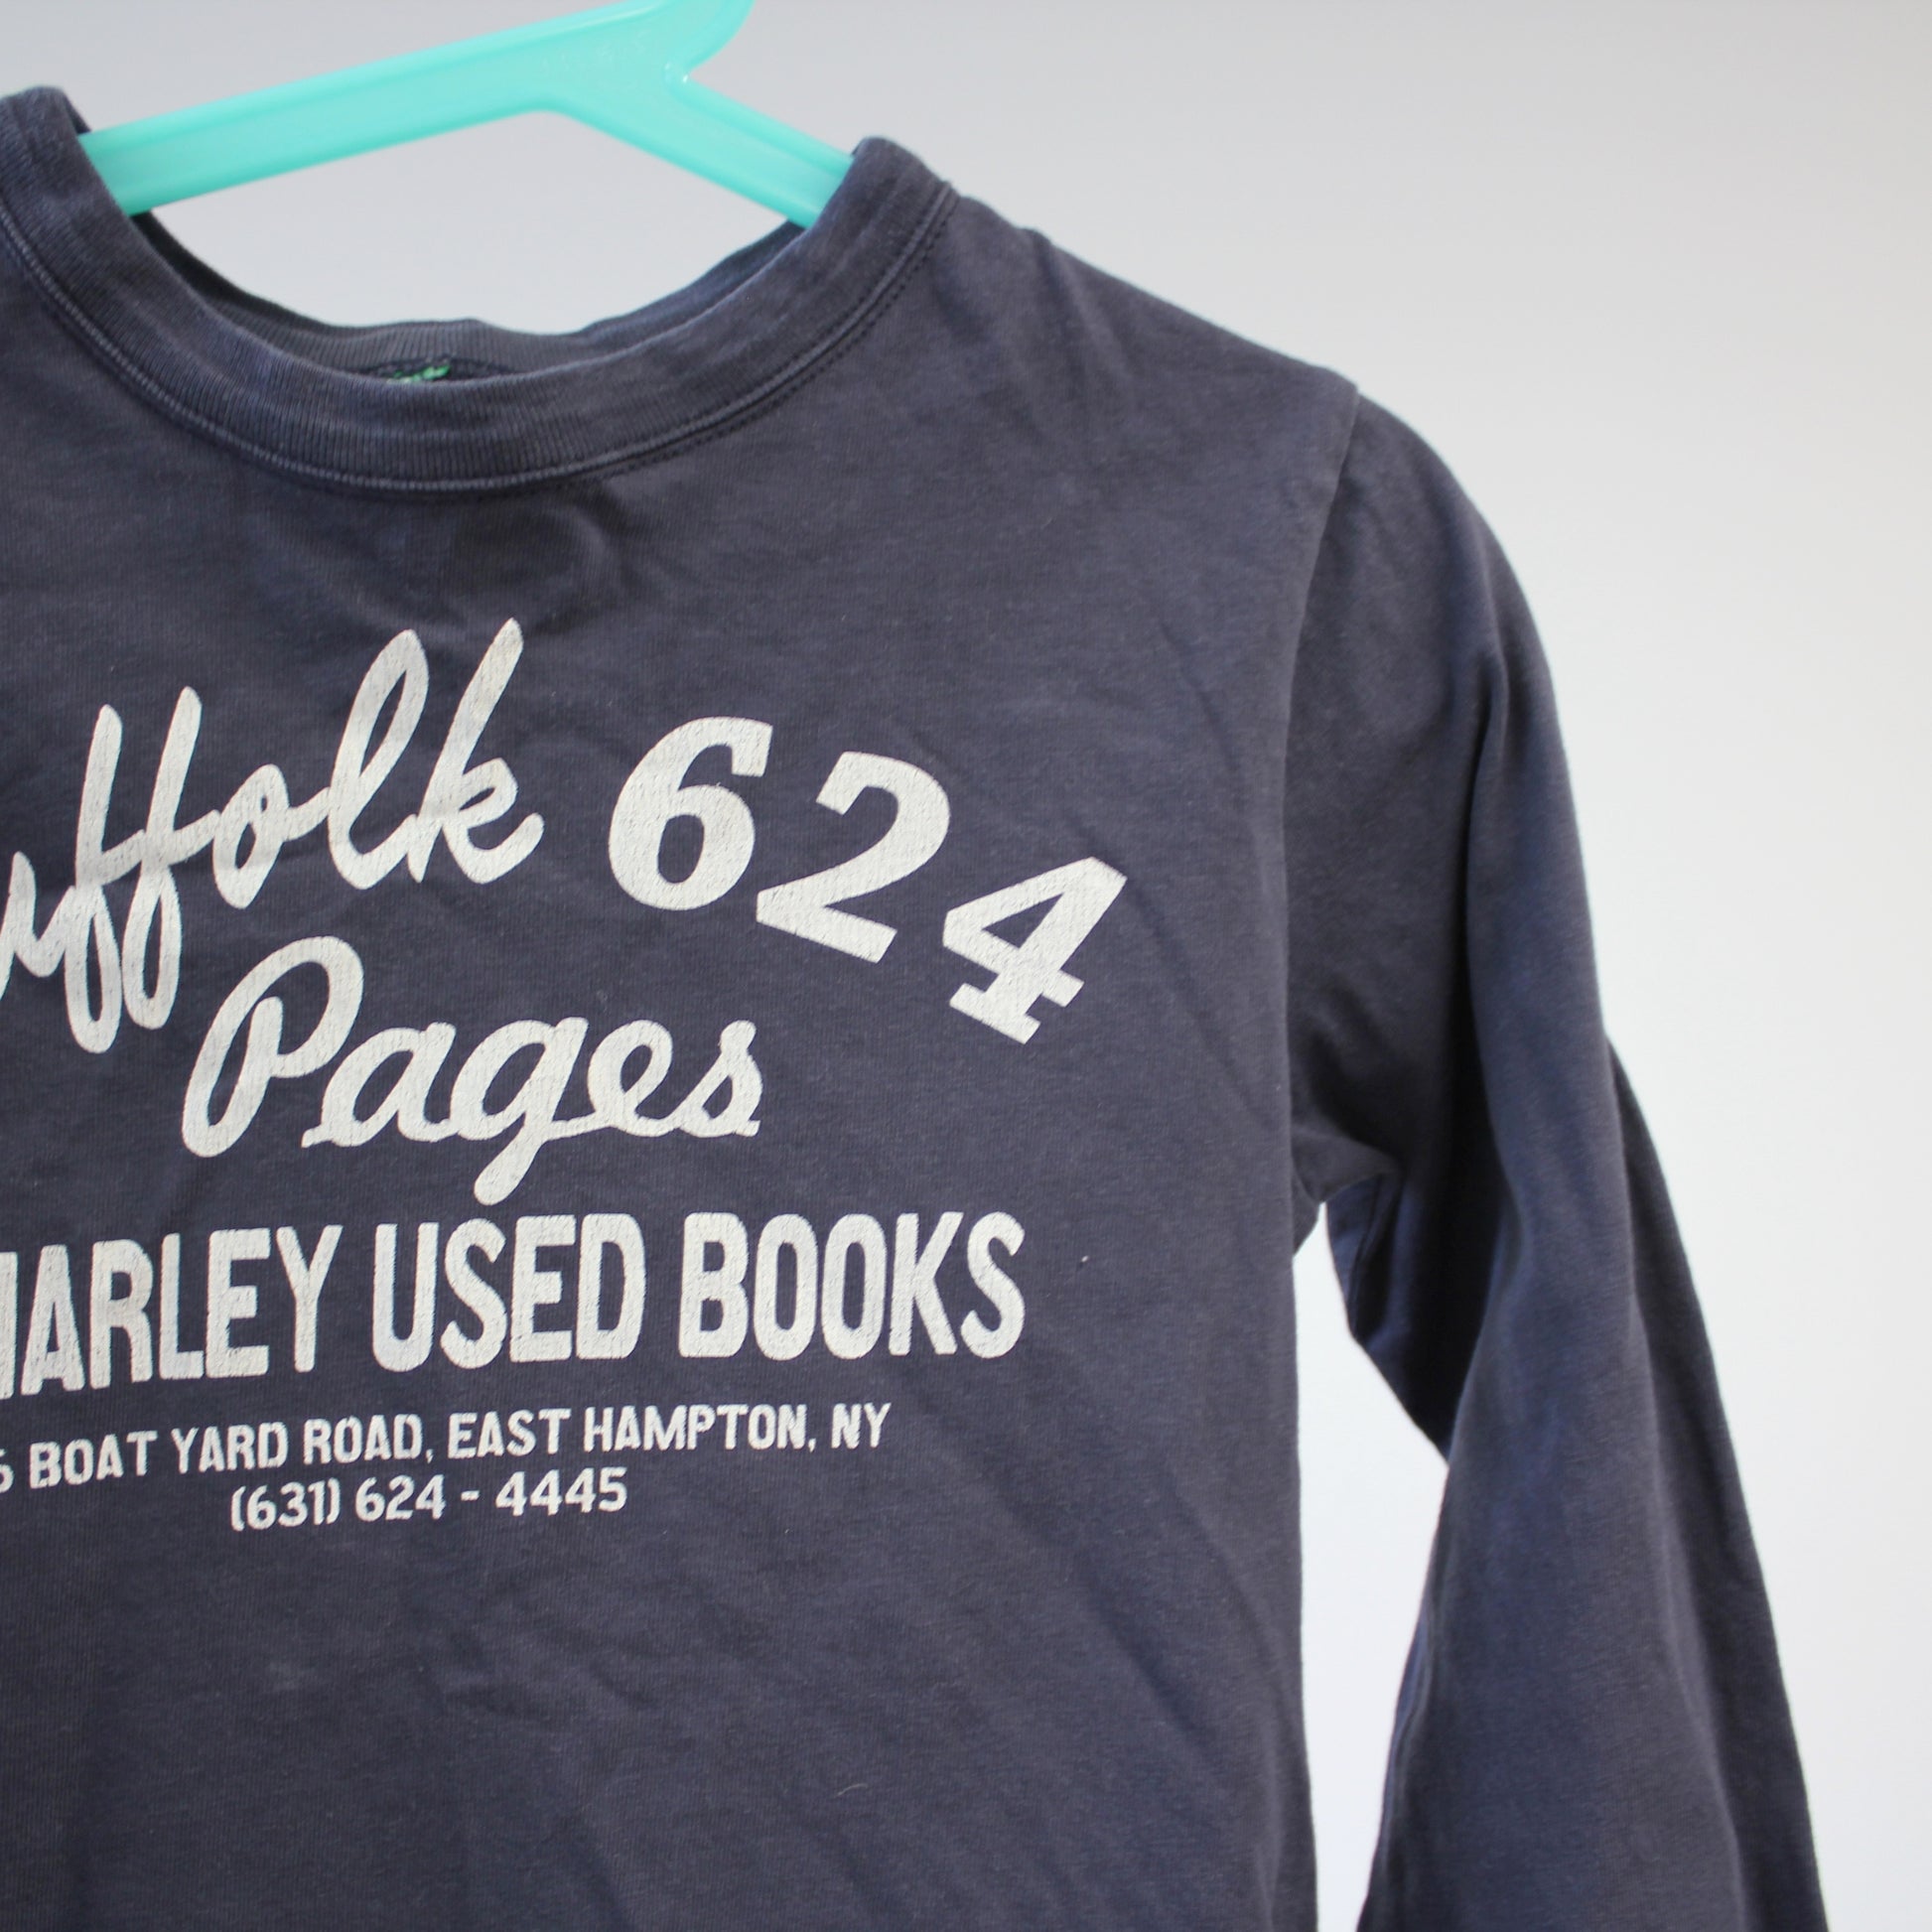 uffolk 624
Pages
HARLEY USED BOOKS
BOAT YARD ROAD, EAST HAMPTON, NY
(631) 624 - 4445